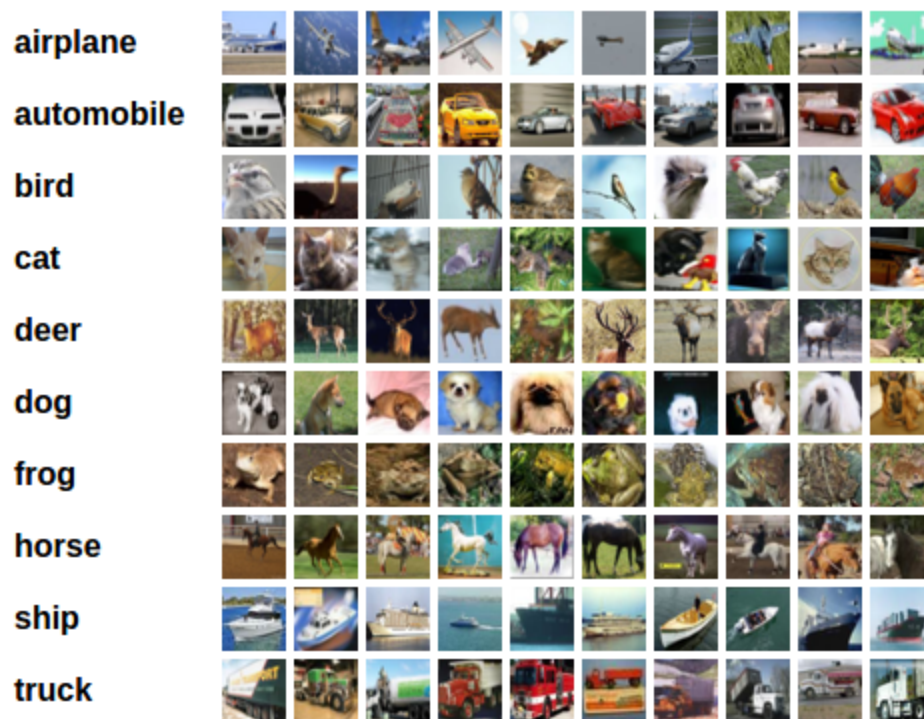 airplane
automobile
bird
cat
deer
dog
frog
horse
ship
truck